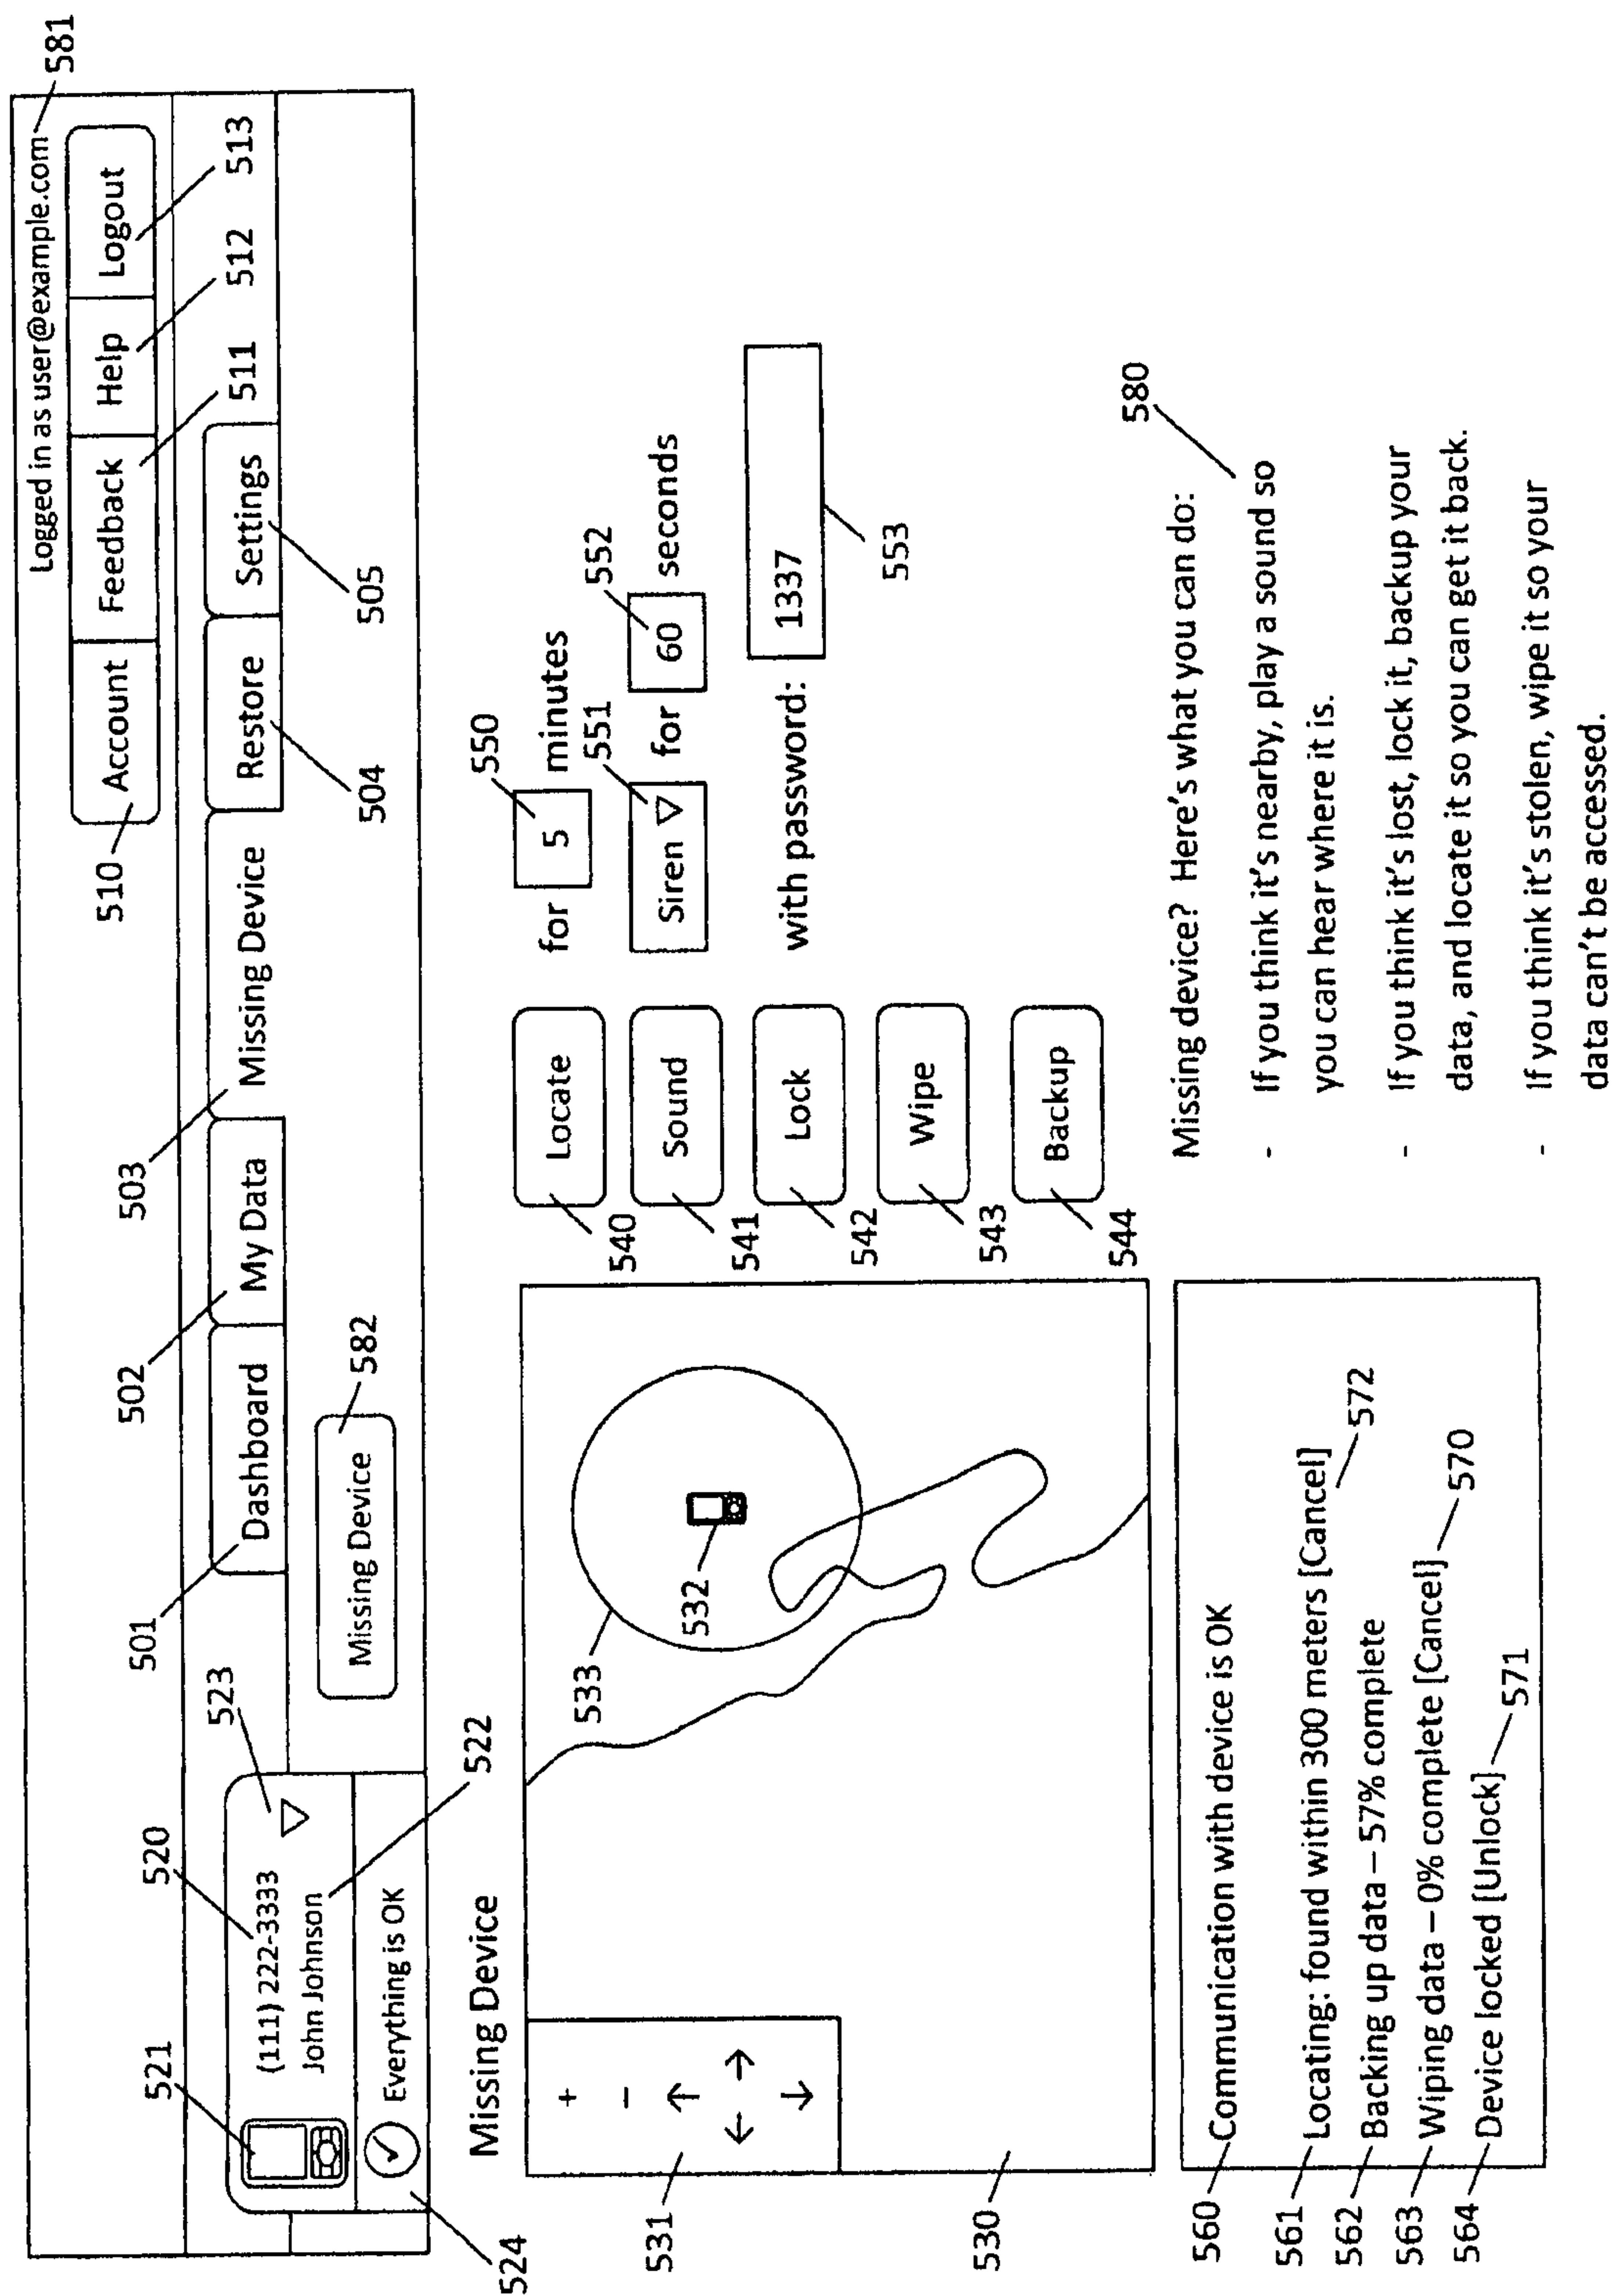 Logged in as user@example.com 581
Account Feedback Help Logout
510 511 512 513
501 502 503
Dashboard My Data Missing Device Restore Settings
504 505
521 520 523
(111) 222-3333
John Johnson
522
Everything is OK
524
Missing Device 582
Missing Device
+
−
↑
← →
↓
531
530
533
532
Locate for 5 minutes
540 550
Sound Siren for 60 seconds
541 551 552
Lock with password: 1337
542 553
Wipe
543
Backup
544
560 Communication with device is OK
561 Locating: found within 300 meters [Cancel] 572
562 Backing up data – 57% complete
563 Wiping data – 0% complete [Cancel] 570
564 Device locked [Unlock] 571
Missing device? Here's what you can do: 580
- If you think it's nearby, play a sound so
you can hear where it is.
- If you think it's lost, lock it, backup your
data, and locate it so you can get it back.
- If you think it's stolen, wipe it so your
data can't be accessed.